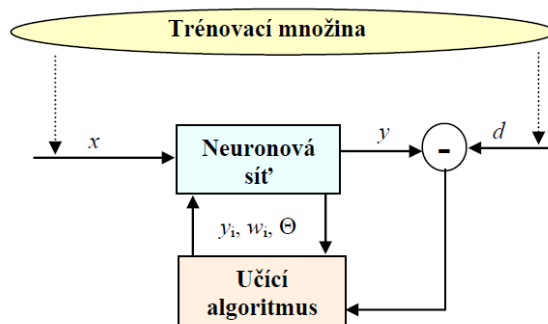 Trénovací množina
x
Neuronová
síť
y
-
d
yi, wi, Θ
Učící
algoritmus